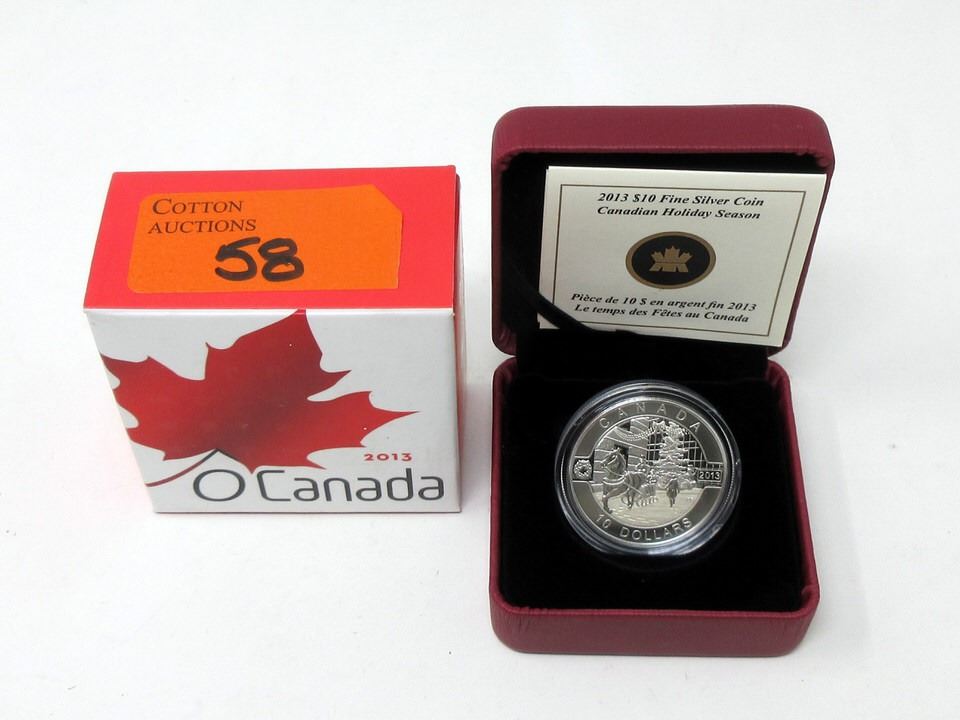 COTTON
AUCTIONS
58
2013
O Canada
2013 $10 Fine Silver Coin
Canadian Holiday Season
Pièce de 10 $ en argent fin 2013
Le temps des Fêtes au Canada
CANADA
2013
10 DOLLARS